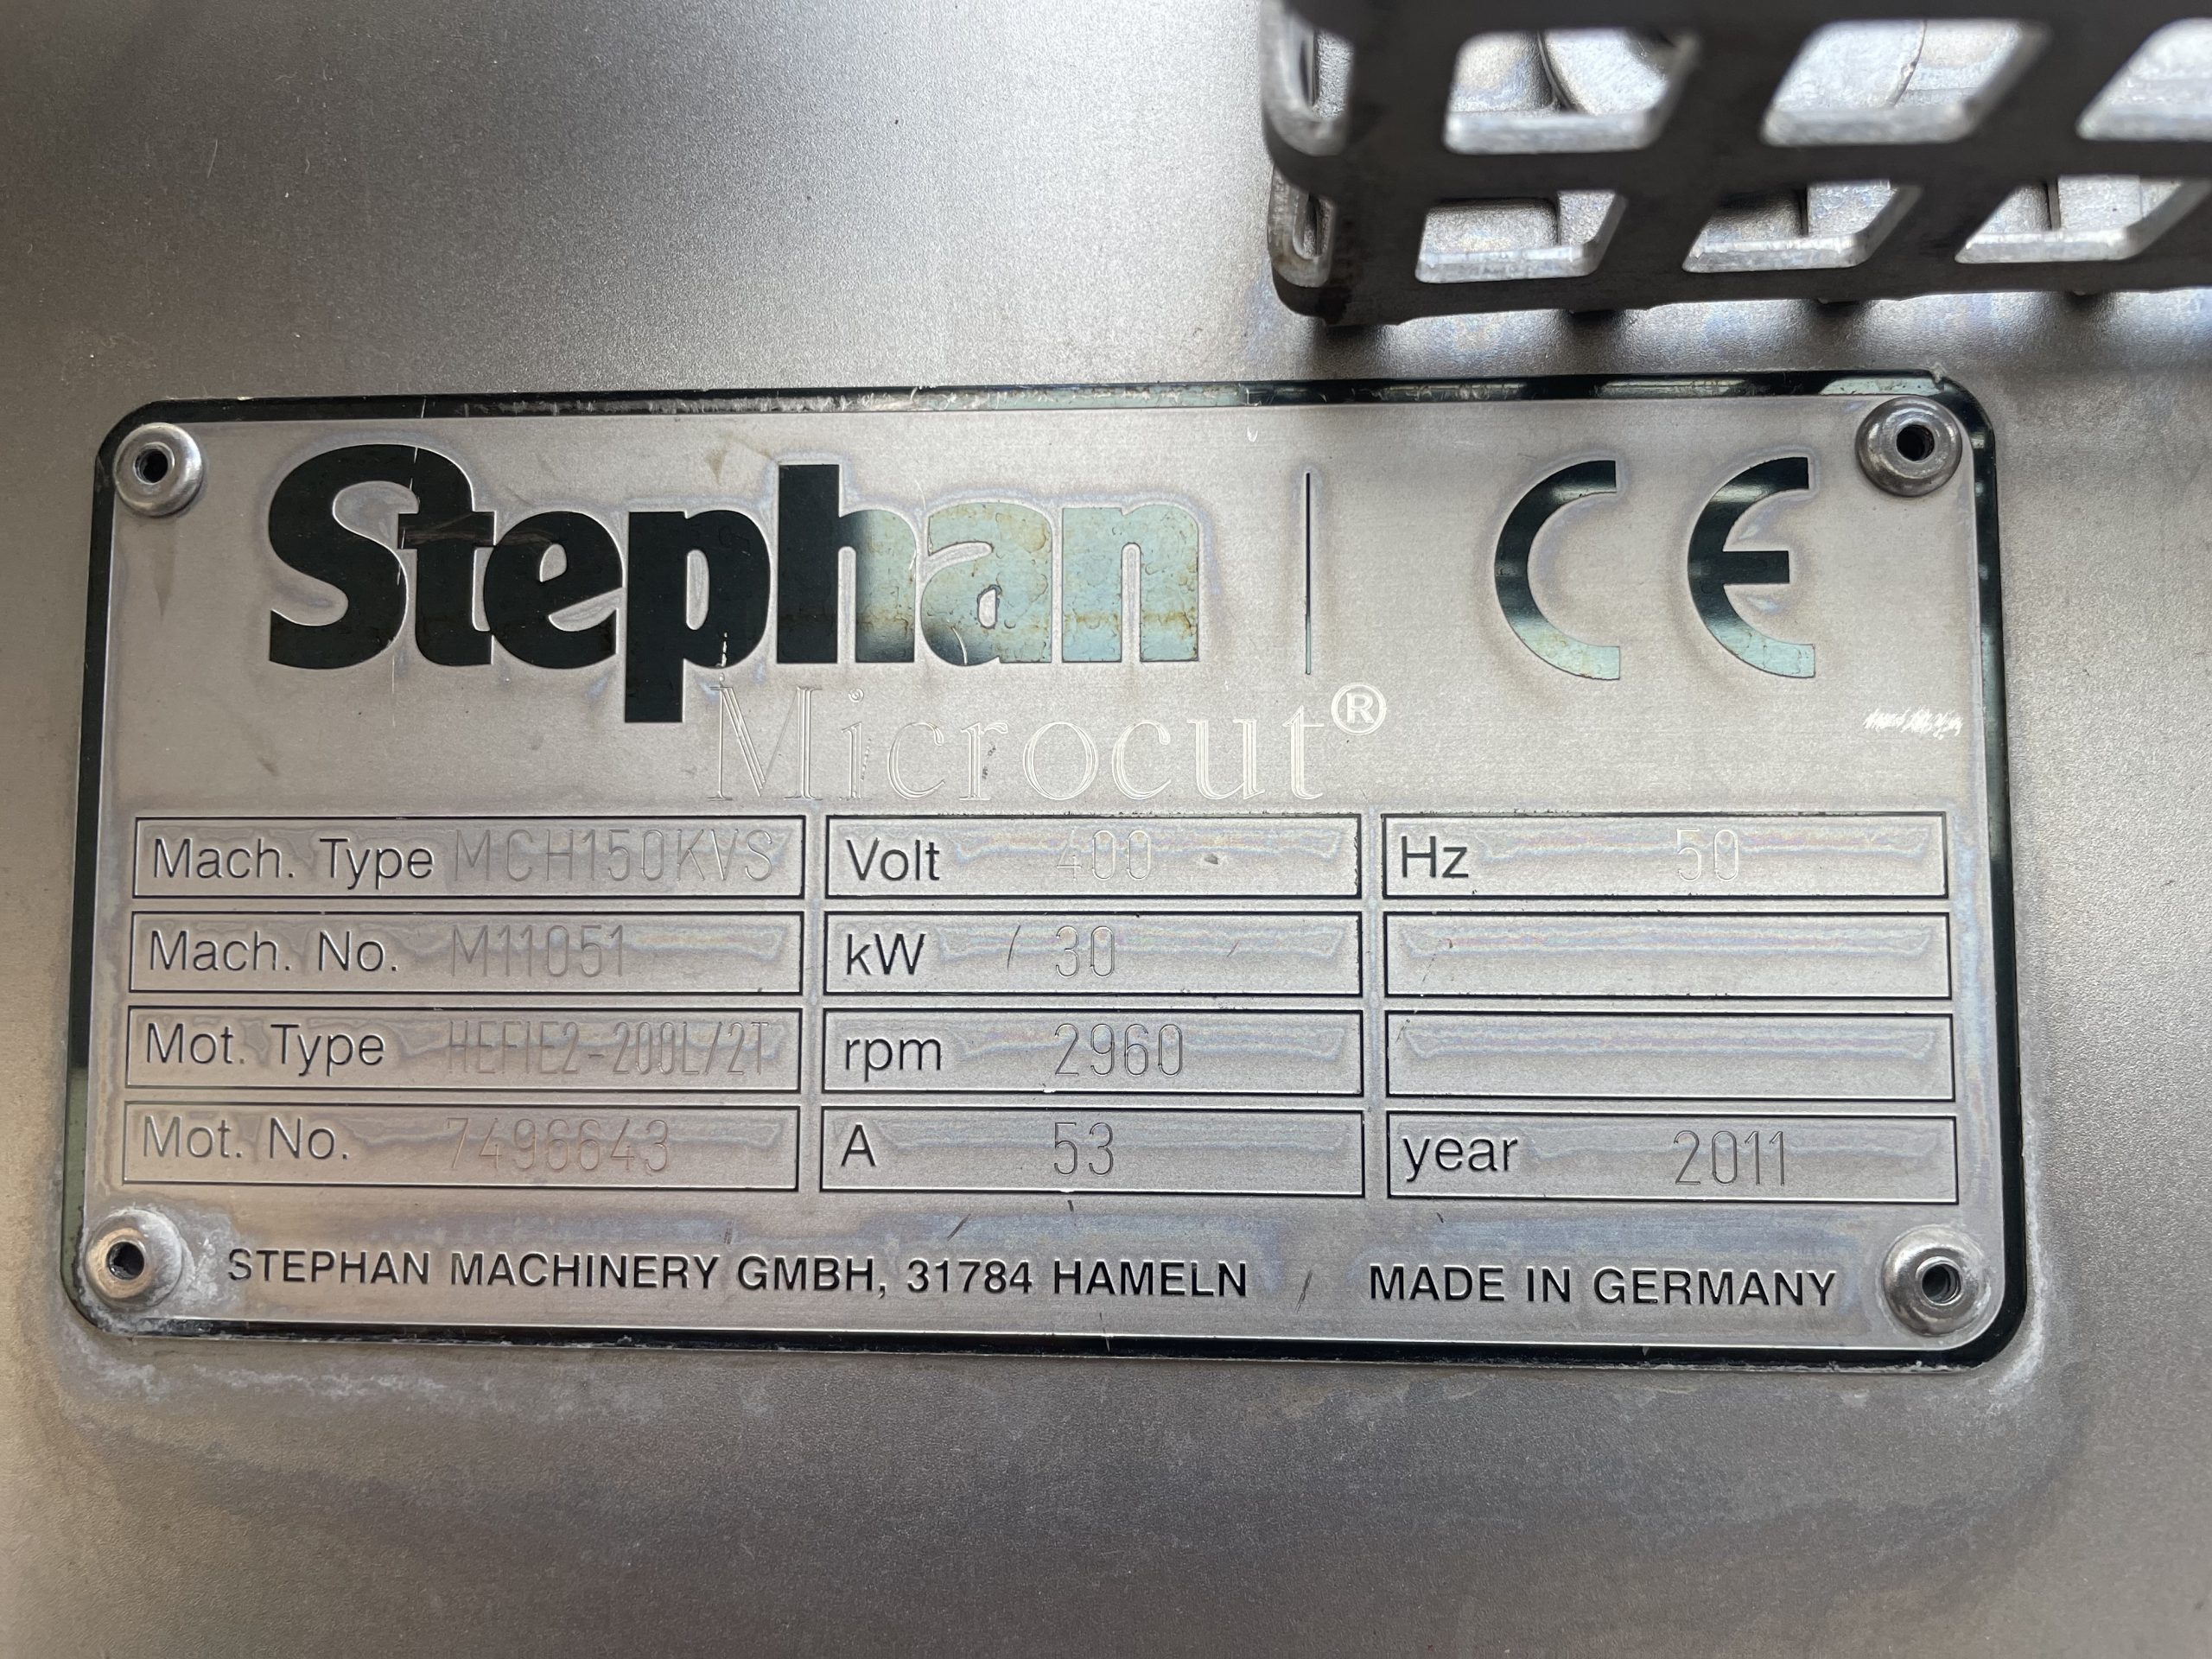 Stephan CE
Microcut®
Mach. Type MCH150KVS Volt 400 Hz 50
Mach. No. M11051 kW 30
Mot. Type HEFIE2-200L/2T rpm 2960
Mot. No. 7496643 A 53 year 2011
STEPHAN MACHINERY GMBH, 31784 HAMELN MADE IN GERMANY